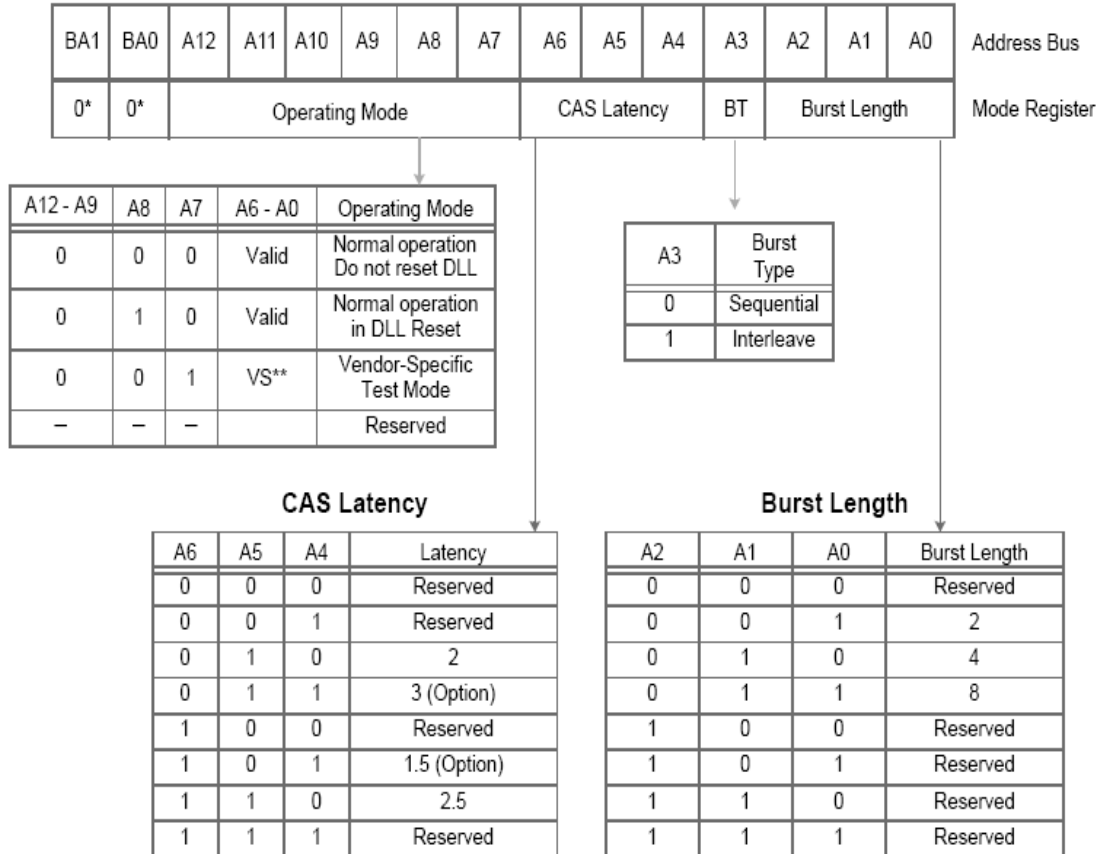 BA1 BA0 A12 A11 A10 A9 A8 A7 A6 A5 A4 A3 A2 A1 A0 Address Bus
0* 0* Operating Mode CAS Latency BT Burst Length Mode Register
A12 - A9 A8 A7 A6 - A0 Operating Mode
0 0 0 Valid Normal operation
Do not reset DLL
0 1 0 Valid Normal operation
in DLL Reset
0 0 1 VS** Vendor-Specific
Test Mode
– – – Reserved
A3 Burst
Type
0 Sequential
1 Interleave
CAS Latency
A6 A5 A4 Latency
0 0 0 Reserved
0 0 1 Reserved
0 1 0 2
0 1 1 3 (Option)
1 0 0 Reserved
1 0 1 1.5 (Option)
1 1 0 2.5
1 1 1 Reserved
Burst Length
A2 A1 A0 Burst Length
0 0 0 Reserved
0 0 1 2
0 1 0 4
0 1 1 8
1 0 0 Reserved
1 0 1 Reserved
1 1 0 Reserved
1 1 1 Reserved